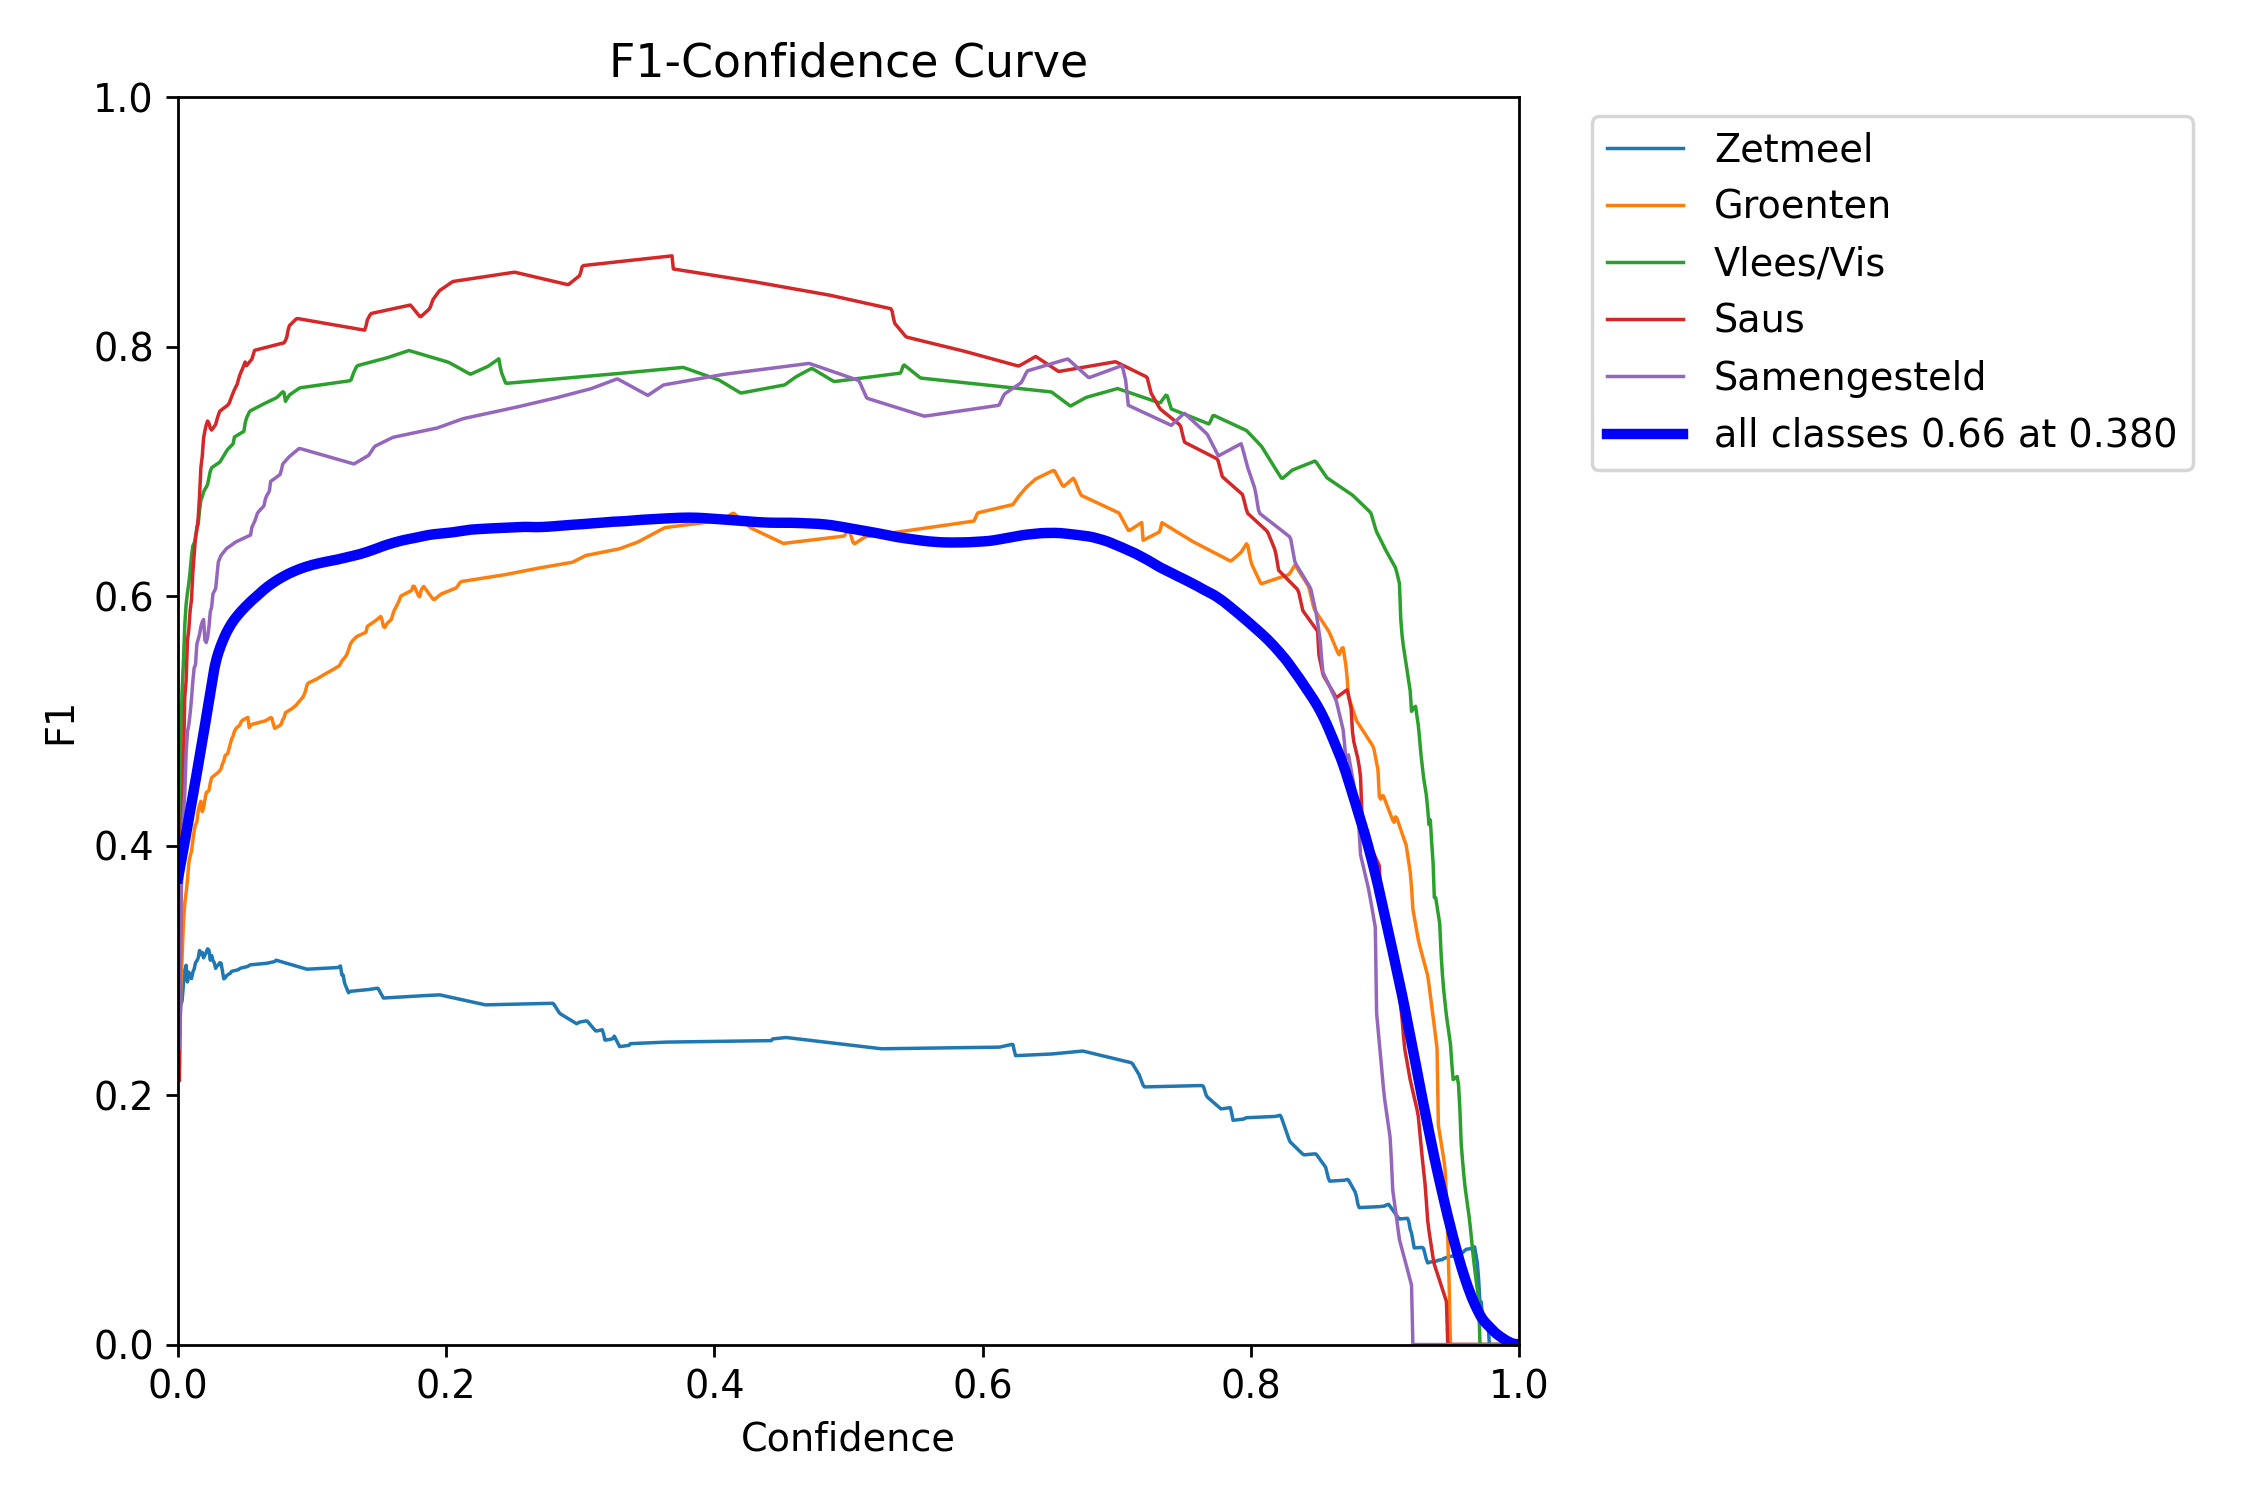 F1-Confidence Curve
1.0
0.8
0.6
0.4
0.2
0.0
F1
0.0 0.2 0.4 0.6 0.8 1.0
Confidence
Zetmeel
Groenten
Vlees/Vis
Saus
Samengesteld
all classes 0.66 at 0.380